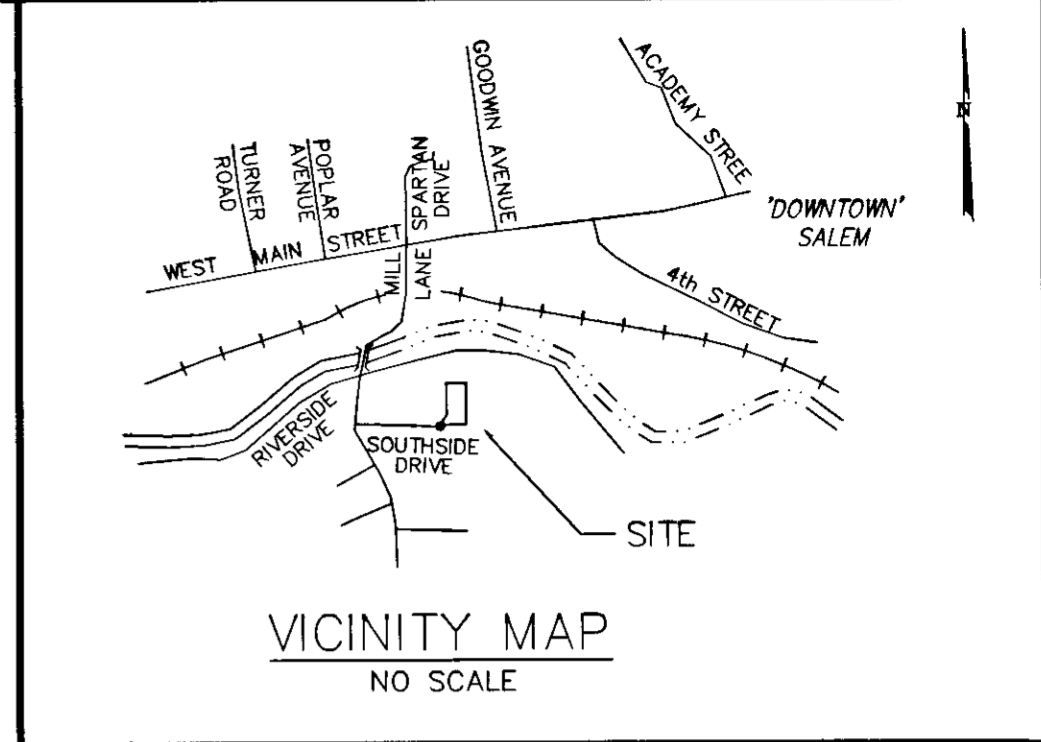 GOODWIN AVENUE
ACADEMY STREE
N
TURNER
ROAD
POPLAR
AVENUE
SPARTAN
DRIVE
'DOWNTOWN'
SALEM
WEST MAIN STREET
MILL
LANE
4th STREET
RIVERSIDE
DRIVE
SOUTHSIDE
DRIVE
SITE
VICINITY MAP
NO SCALE